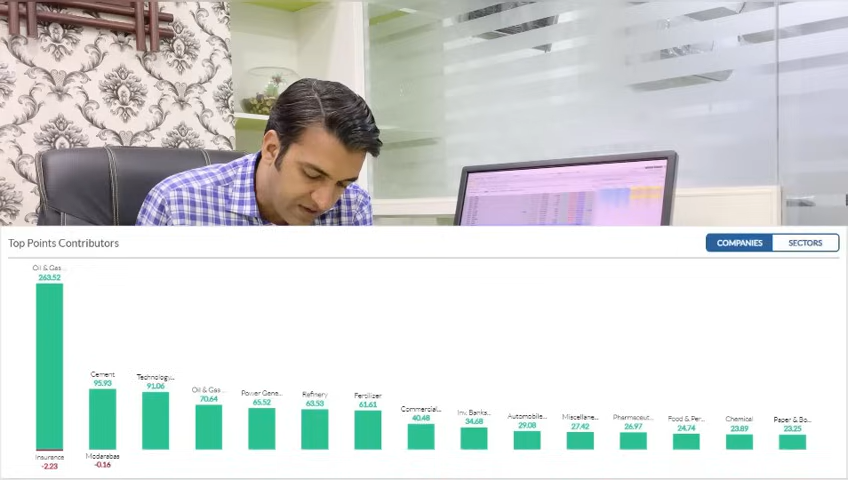 Top Points Contributors
COMPANIES
SECTORS
Oil & Gas ...
263.52
Cement
95.93
Technology...
91.06
Oil & Gas ...
70.64
Power Gene...
65.52
Refinery
63.53
Fertilizer
61.61
Commercial...
40.48
Inv. Banks...
34.68
Automobile...
29.08
Miscellane...
27.42
Pharmaceut...
26.97
Food & Per...
24.74
Chemical
23.89
Paper & Bo...
23.25
Insurance
-2.23
Modarabas
-0.16